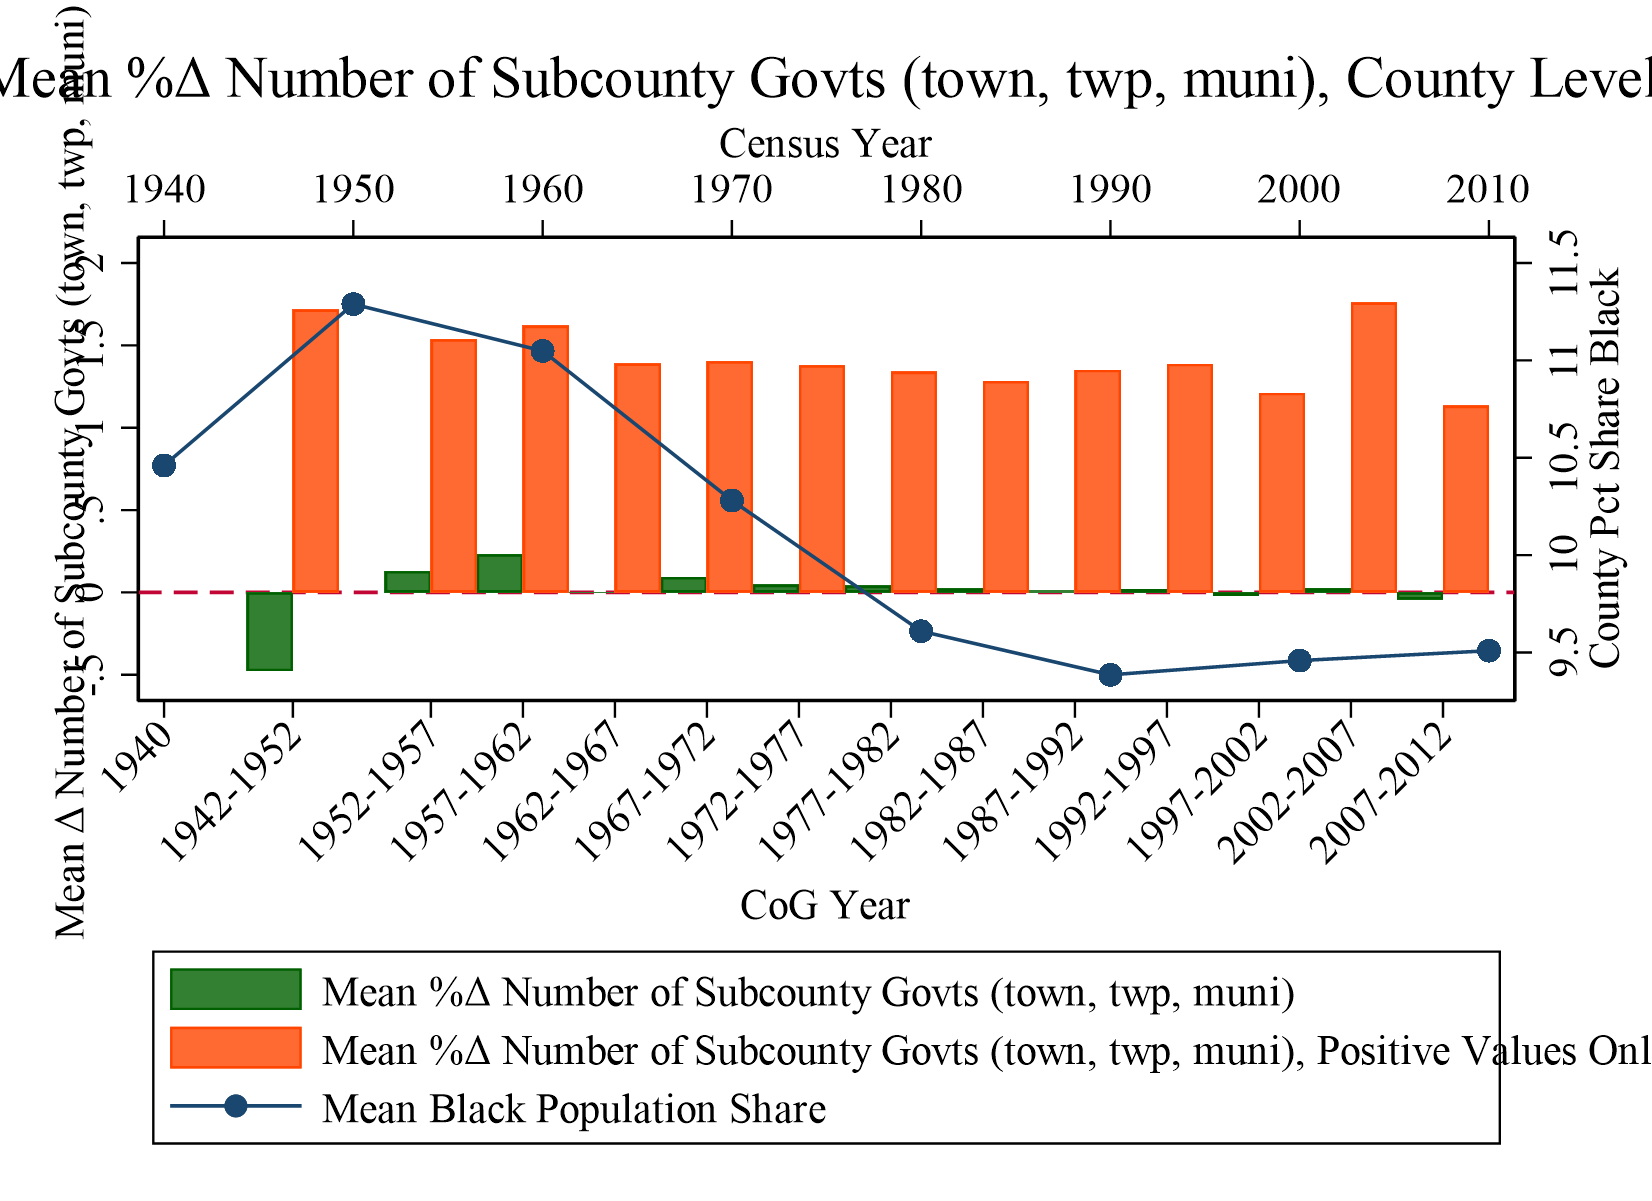 Mean %Δ Number of Subcounty Govts (town, twp, muni), County Level
Census Year
1940 1950 1960 1970 1980 1990 2000 2010
Mean Δ Number of Subcounty Govts (town, twp, muni)
2
1.5
1
.5
0
-.5
11.5
11
10.5
10
9.5
County Pct Share Black
1940 1942-1952 1952-1957 1957-1962 1962-1967 1967-1972 1972-1977 1977-1982 1982-1987 1987-1992 1992-1997 1997-2002 2002-2007 2007-2012
CoG Year
Mean %Δ Number of Subcounty Govts (town, twp, muni)
Mean %Δ Number of Subcounty Govts (town, twp, muni), Positive Values Onl
Mean Black Population Share